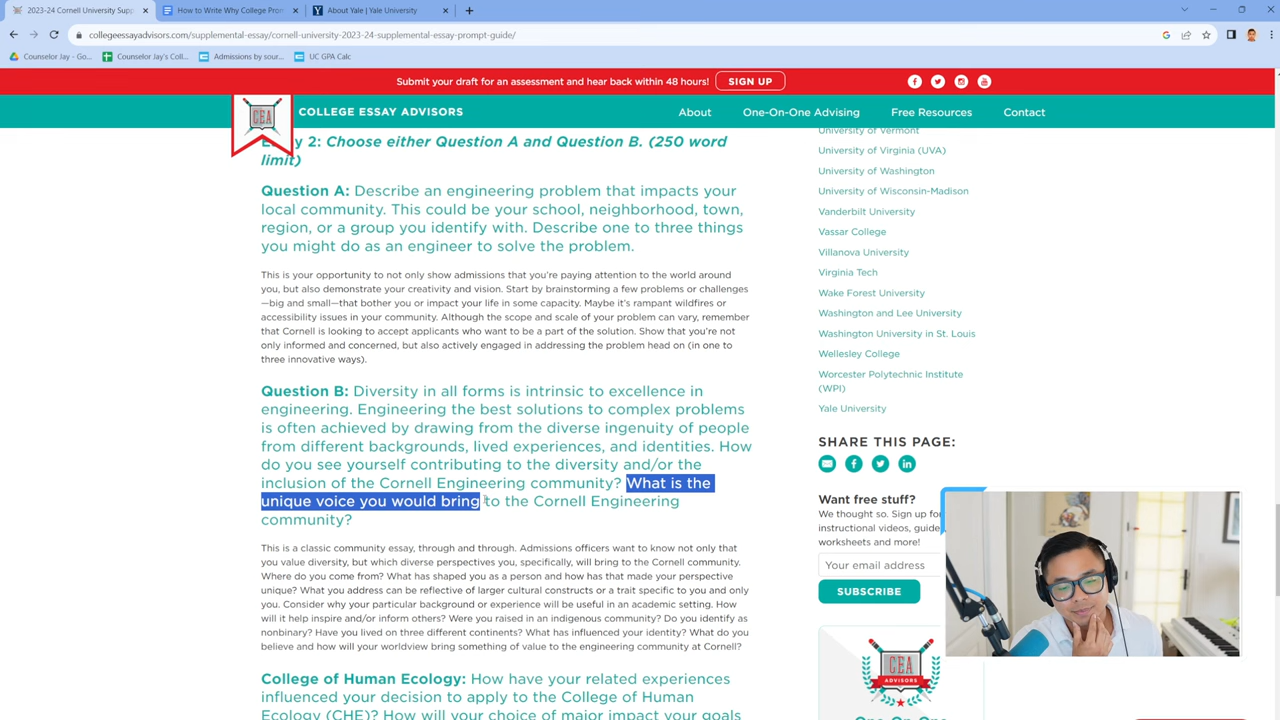 2023-24 Cornell University Supp
How to Write Why College Prom
About Yale | Yale University
collegeessayadvisors.com/supplemental-essay/cornell-university-2023-24-supplemental-essay-prompt-guide/
Counselor Jay - Go...
Counselor Jay's Coll...
Admissions by sour...
UC GPA Calc
Submit your draft for an assessment and hear back within 48 hours!
SIGN UP
CEA
COLLEGE ESSAY ADVISORS
About
One-On-One Advising
Free Resources
Contact
2: Choose either Question A and Question B. (250 word
limit)
Question A: Describe an engineering problem that impacts your
local community. This could be your school, neighborhood, town,
region, or a group you identify with. Describe one to three things
you might do as an engineer to solve the problem.
This is your opportunity to not only show admissions that you're paying attention to the world around
you, but also demonstrate your creativity and vision. Start by brainstorming a few problems or challenges
—big and small—that bother you or impact your life in some capacity. Maybe it's rampant wildfires or
accessibility issues in your community. Although the scope and scale of your problem can vary, remember
that Cornell is looking to accept applicants who want to be a part of the solution. Show that you're not
only informed and concerned, but also actively engaged in addressing the problem head on (in one to
three innovative ways).
Question B: Diversity in all forms is intrinsic to excellence in
engineering. Engineering the best solutions to complex problems
is often achieved by drawing from the diverse ingenuity of people
from different backgrounds, lived experiences, and identities. How
do you see yourself contributing to the diversity and/or the
inclusion of the Cornell Engineering community? What is the
unique voice you would bring to the Cornell Engineering
community?
This is a classic community essay, through and through. Admissions officers want to know not only that
you value diversity, but which diverse perspectives you, specifically, will bring to the Cornell community.
Where do you come from? What has shaped you as a person and how has that made your perspective
unique? What you address can be reflective of larger cultural constructs or a trait specific to you and only
you. Consider why your particular background or experience will be useful in an academic setting. How
will it help inspire and/or inform others? Were you raised in an indigenous community? Do you identify as
nonbinary? Have you lived on three different continents? What has influenced your identity? What do you
believe and how will your worldview bring something of value to the engineering community at Cornell?
College of Human Ecology: How have your related experiences
influenced your decision to apply to the College of Human
Ecology (CHE)? How will your choice of major impact your goals
University of Vermont
University of Virginia (UVA)
University of Washington
University of Wisconsin-Madison
Vanderbilt University
Vassar College
Villanova University
Virginia Tech
Wake Forest University
Washington and Lee University
Washington University in St. Louis
Wellesley College
Worcester Polytechnic Institute
(WPI)
Yale University
SHARE THIS PAGE:
Want free stuff?
We thought so. Sign up for
instructional videos, guide
worksheets and more!
Your email address
SUBSCRIBE
CEA
ADVISORS
One-On-One